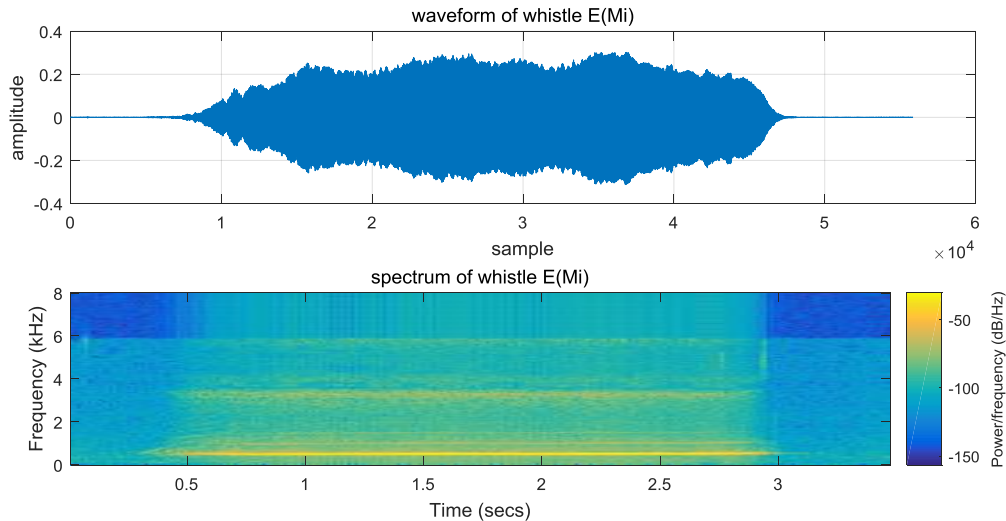 waveform of whistle E(Mi)
0.4
0.2
0
-0.2
-0.4
amplitude
0 1 2 3 4 5 6
sample
× 10^4
spectrum of whistle E(Mi)
8
6
4
2
0
Frequency (kHz)
0.5 1 1.5 2 2.5 3
Time (secs)
-50
-100
-150
Power/frequency (dB/Hz)